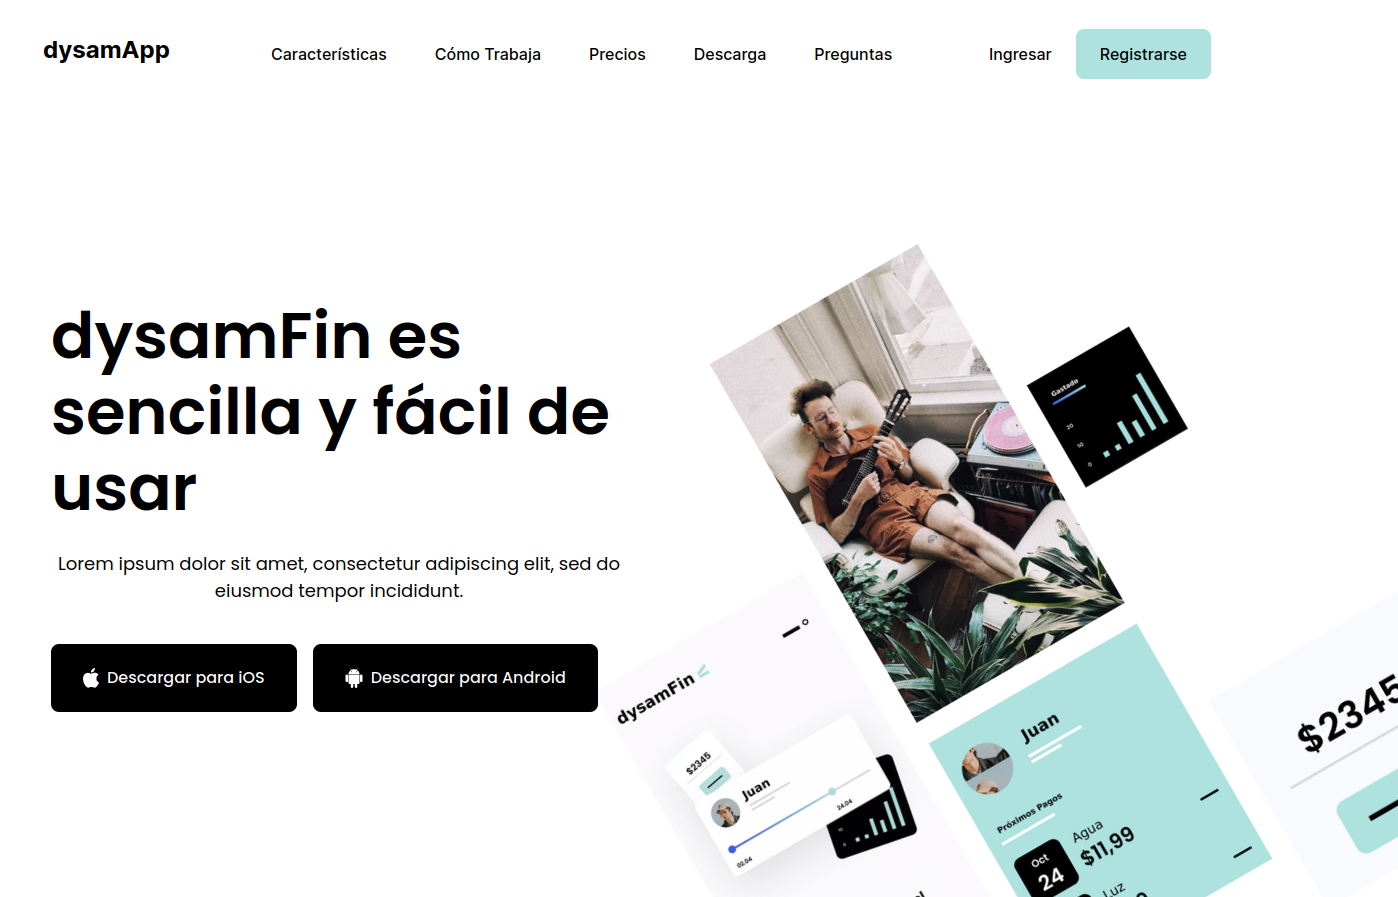 dysamApp
Características
Cómo Trabaja
Precios
Descarga
Preguntas
Ingresar
Registrarse
dysamFin es
sencilla y fácil de
usar
Lorem ipsum dolor sit amet, consectetur adipiscing elit, sed do
eiusmod tempor incididunt.
Descargar para iOS
Descargar para Android
Gastado
20
10
0
dysamFin
$2345
Juan
24.04
02.04
10
0
Juan
Próximos Pagos
Oct
24
Agua
$11,99
Luz
$2345